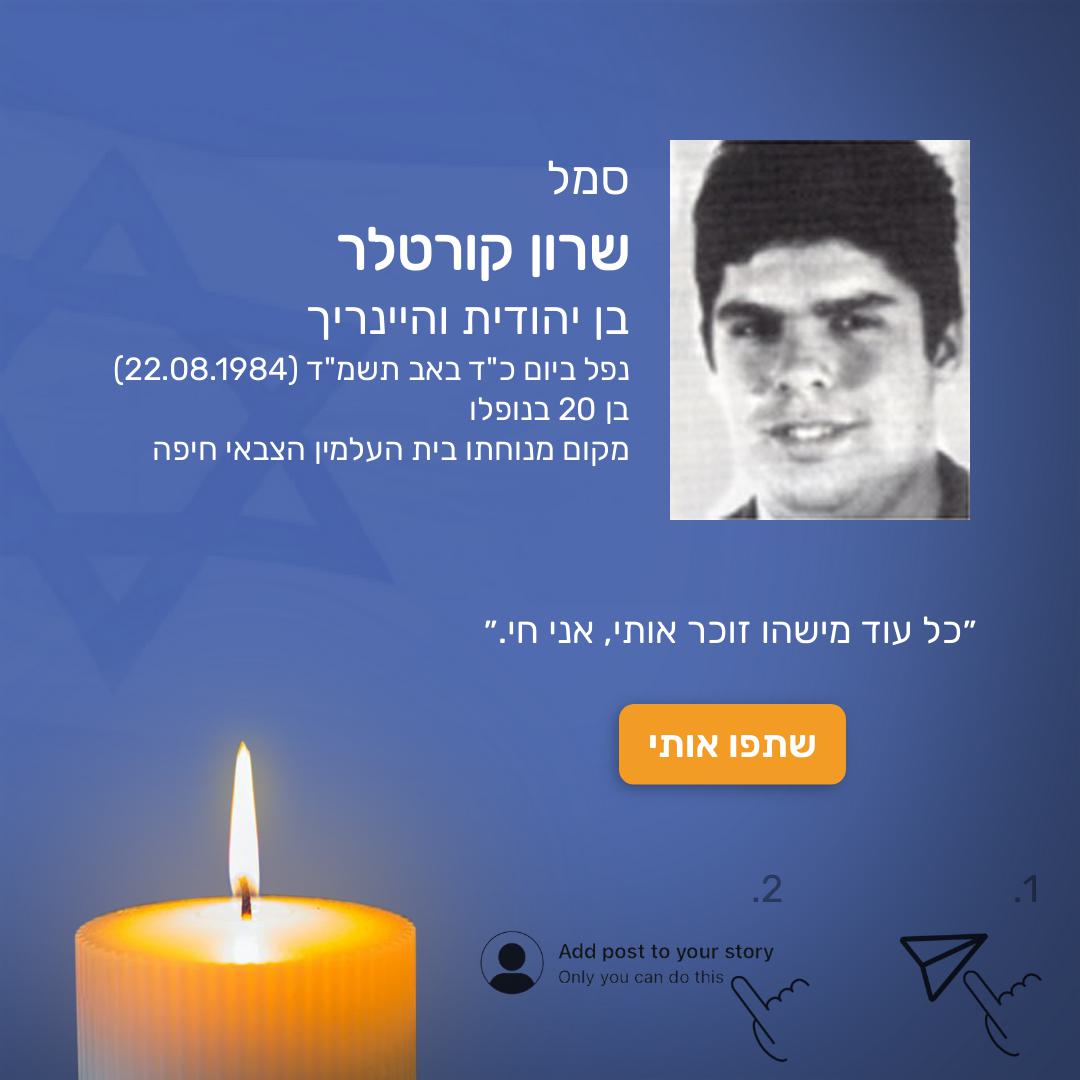 סמל
שרון קורטלר
בן יהודית והיינריך
נפל ביום כ"ד באב תשמ"ד (22.08.1984)
בן 20 בנופלו
מקום מנוחתו בית העלמין הצבאי חיפה
״כל עוד מישהו זוכר אותי, אני חי.״
שתפו אותי
.1
.2
Add post to your story
Only you can do this